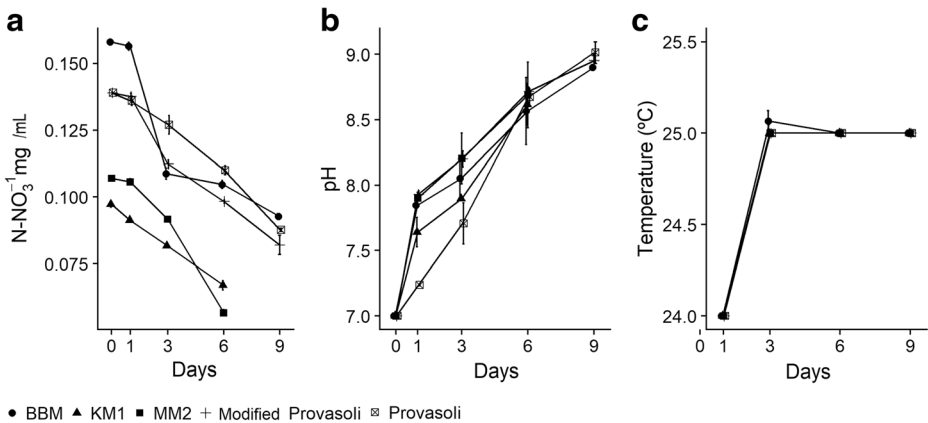 a
N-NO₃⁻¹mg /mL
0.150
0.125
0.100
0.075
0 1 3 6 9
Days
b
pH
9.0
8.5
8.0
7.5
7.0
0 1 3 6 9
Days
c
Temperature (ºC)
25.5
25.0
24.5
24.0
0 1 3 6 9
Days
BBM KM1 MM2 Modified Provasoli Provasoli